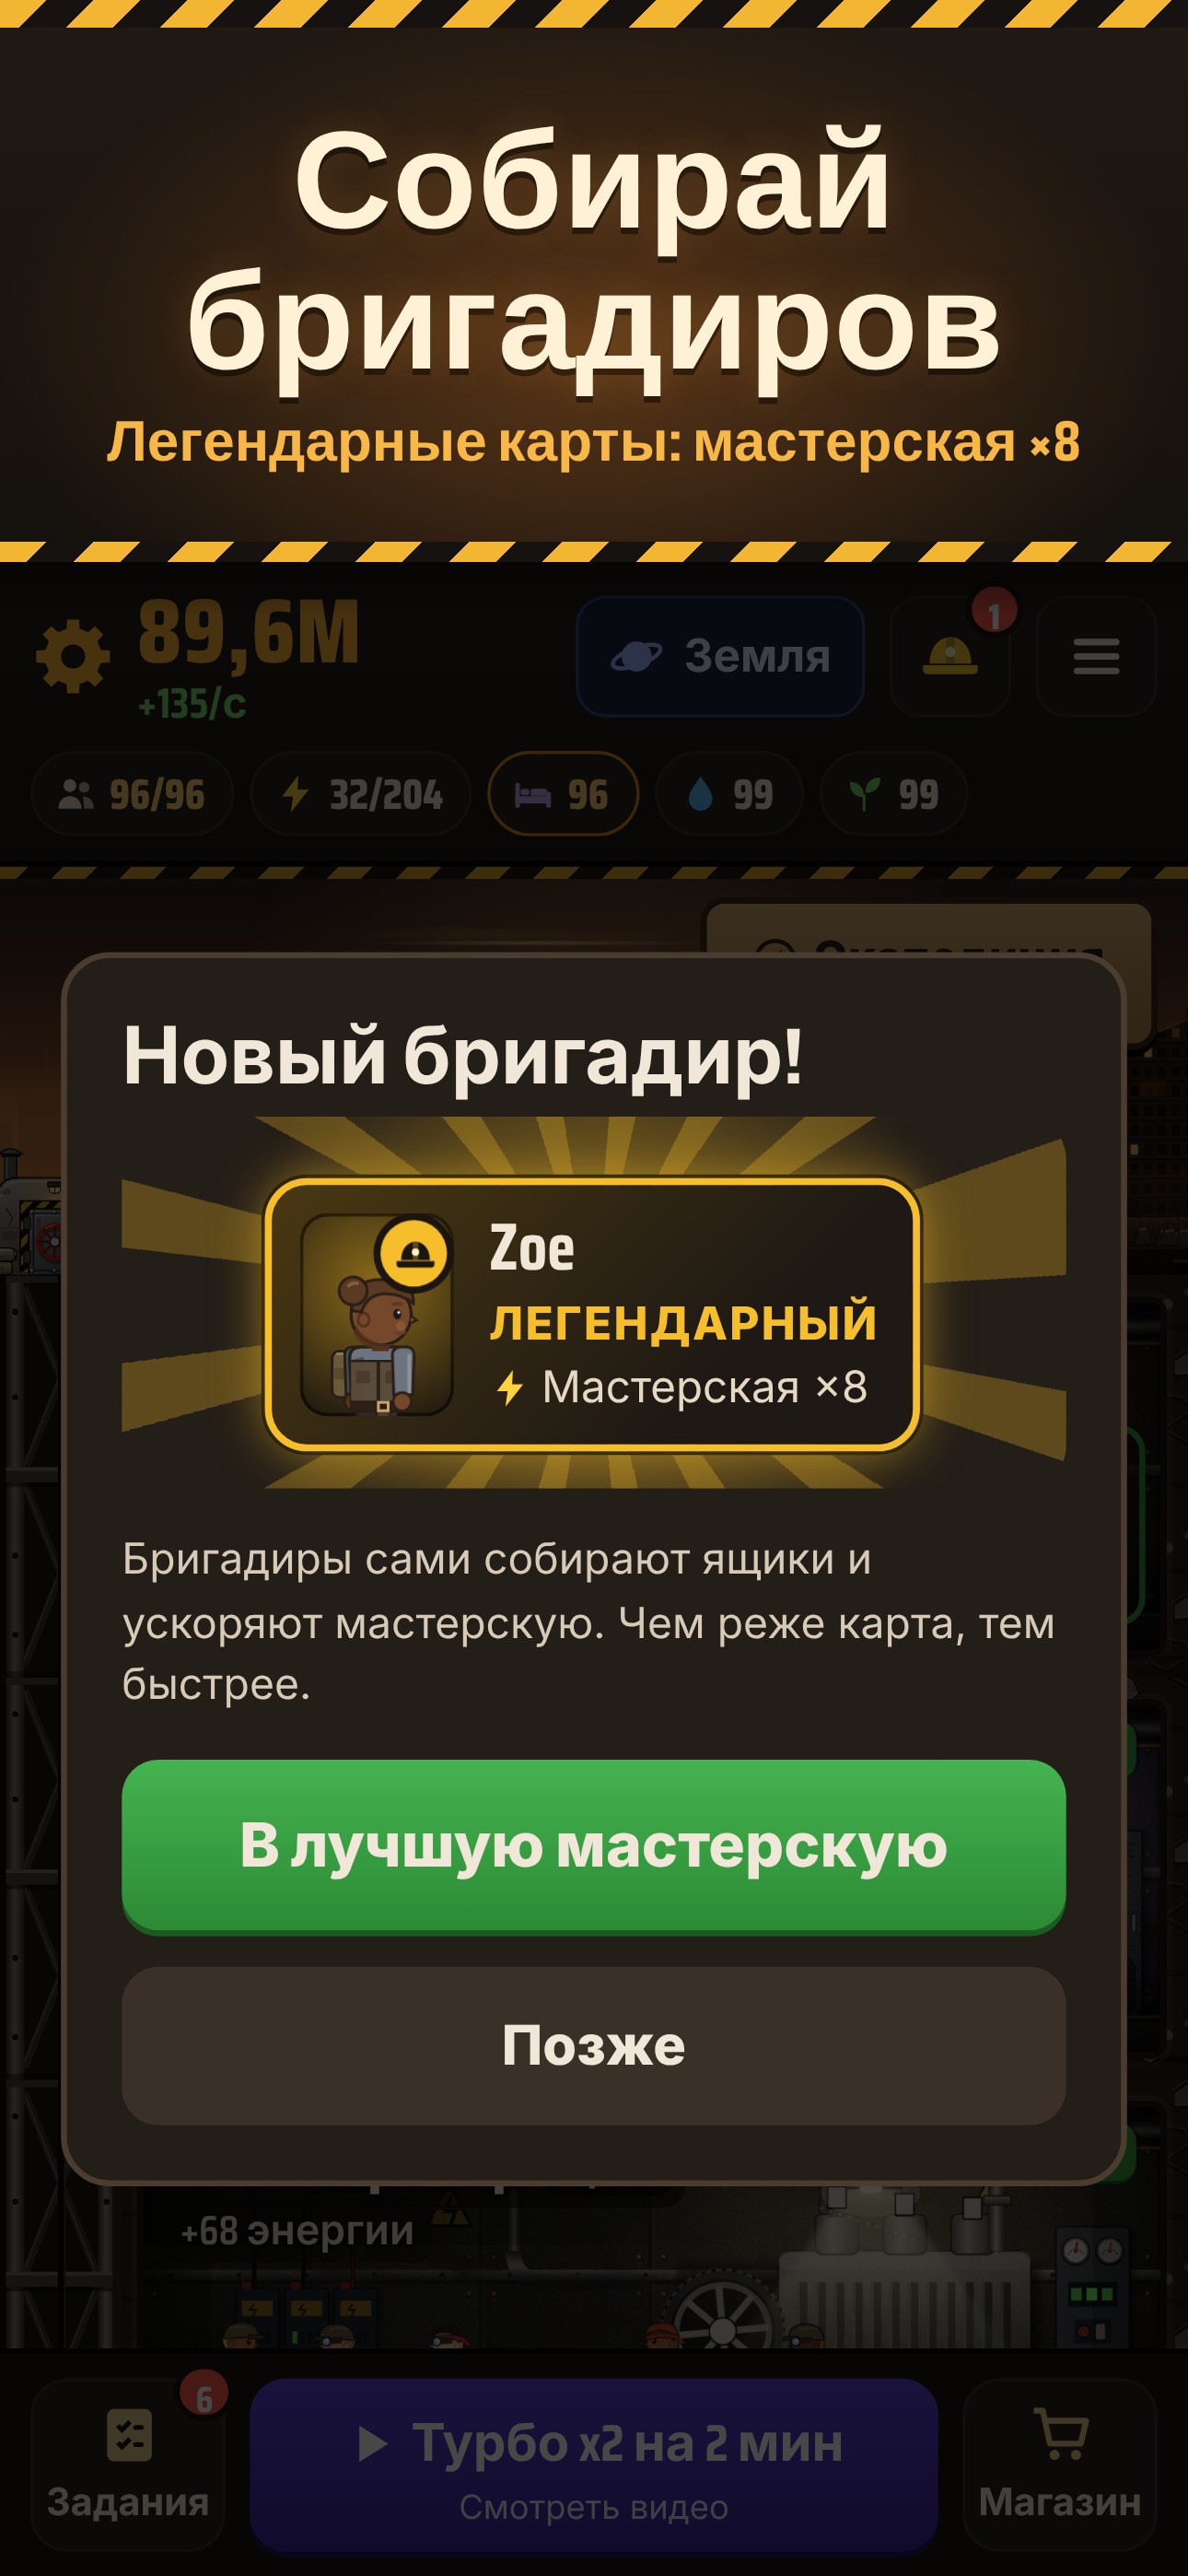 Собирай
бригадиров
Легендарные карты: мастерская ×8
89,6M
+135/с
Земля
1
96/96
32/204
96
99
99
Новый бригадир!
Zoe
ЛЕГЕНДАРНЫЙ
Мастерская ×8
Бригадиры сами собирают ящики и
ускоряют мастерскую. Чем реже карта, тем
быстрее.
В лучшую мастерскую
Позже
+68 энергии
6
Задания
Турбо x2 на 2 мин
Смотреть видео
Магазин